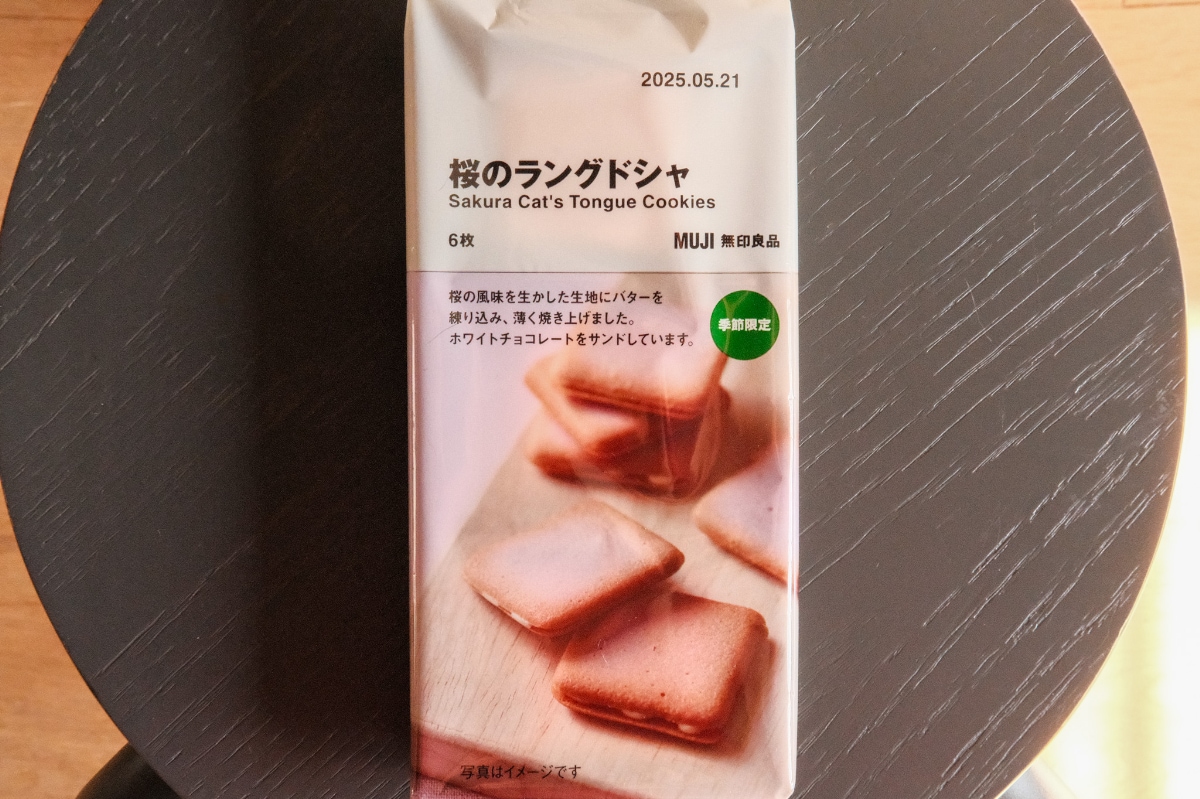 2025.05.21
桜のラングドシャ
Sakura Cat's Tongue Cookies
6枚
MUJI 無印良品
桜の風味を生かした生地にバターを
練り込み、薄く焼き上げました。
ホワイトチョコレートをサンドしています。
季節限定
写真はイメージです